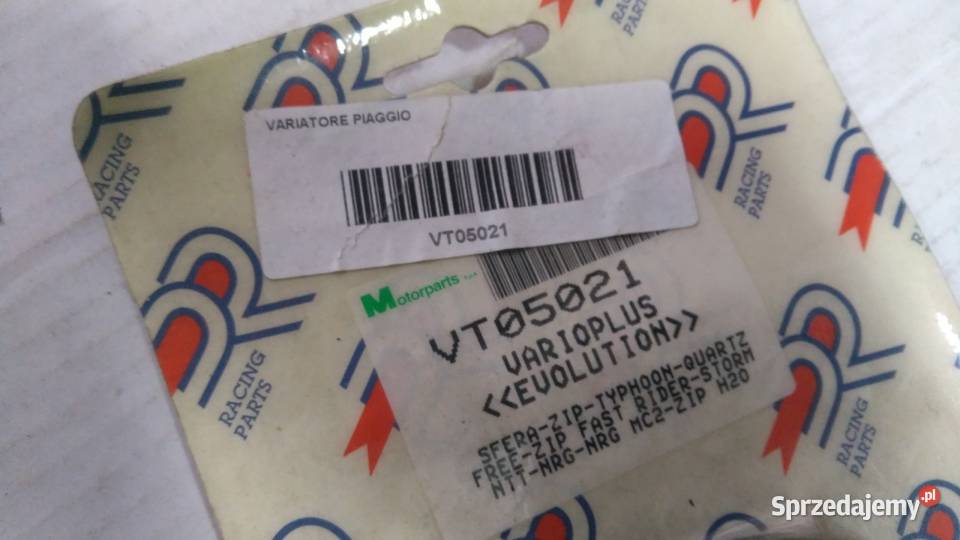 VARIATORE PIAGGIO
VT05021
Motorparts
VT05021
VARIOPLUS
<<EVOLUTION>>
SFERA-ZIP-TYPHOON-QUARTZ
FREE-ZIP FAST RIDER-STORM
NTT-NRG-NRG MC2-ZIP H2O
RACING
PARTS
RACING
PARTS
RACING
PARTS
RACING
PARTS
RACING
PARTS
Sprzedajemy.pl